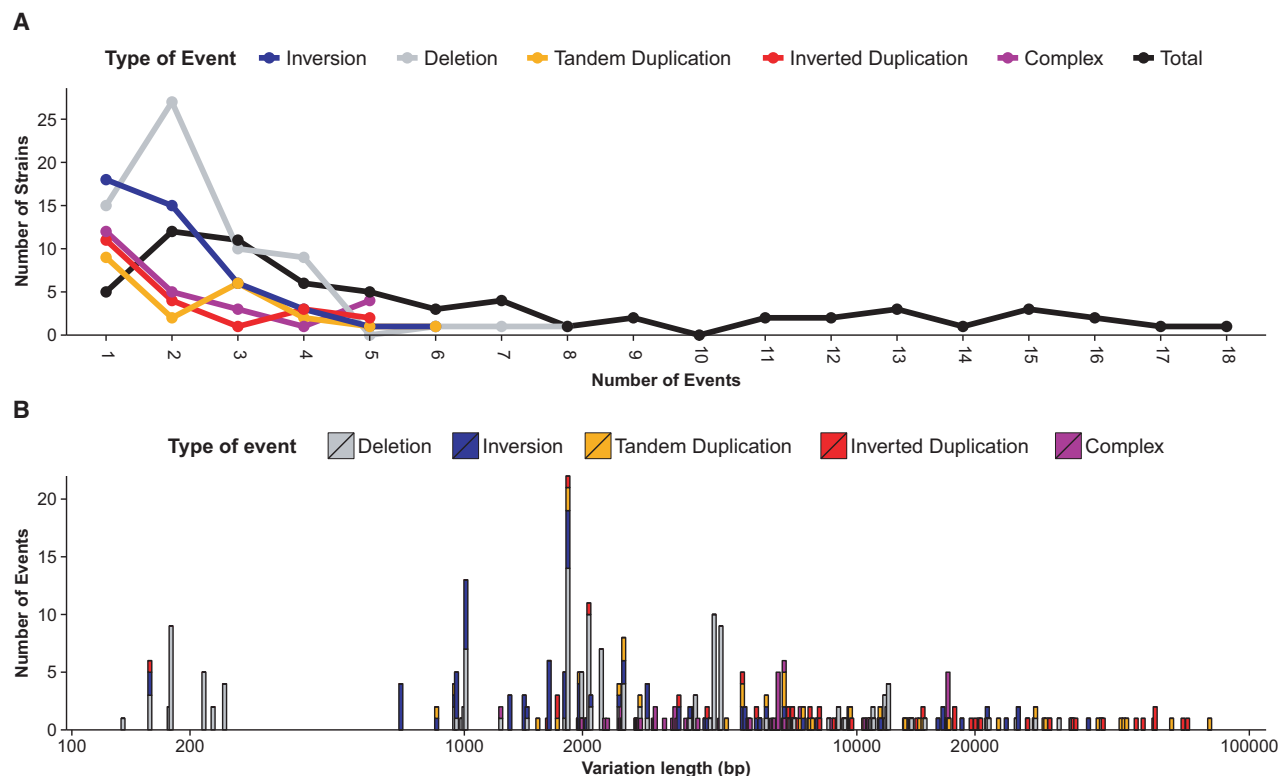 A
Type of Event Inversion Deletion Tandem Duplication Inverted Duplication Complex Total
Number of Strains
25
20
15
10
5
0
1 2 3 4 5 6 7 8 9 10 11 12 13 14 15 16 17 18
Number of Events
B
Type of event Deletion Inversion Tandem Duplication Inverted Duplication Complex
Number of Events
20
15
10
5
0
100 200 1000 2000 10000 20000 100000
Variation length (bp)